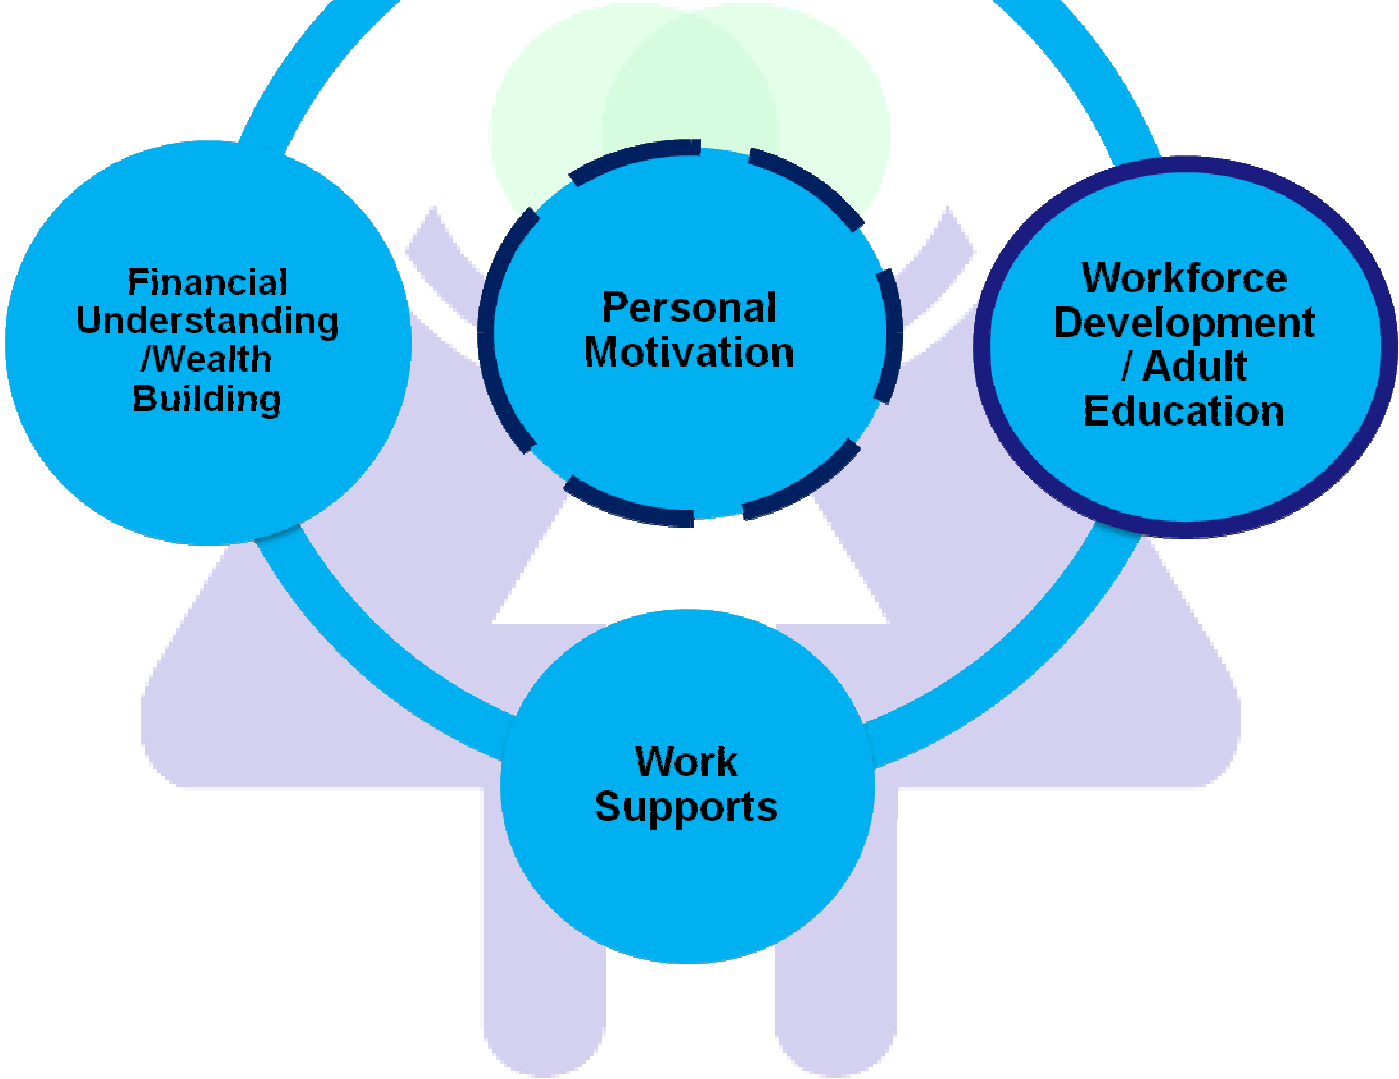 Financial
Understanding
/Wealth
Building
Personal
Motivation
Workforce
Development
/ Adult
Education
Work
Supports